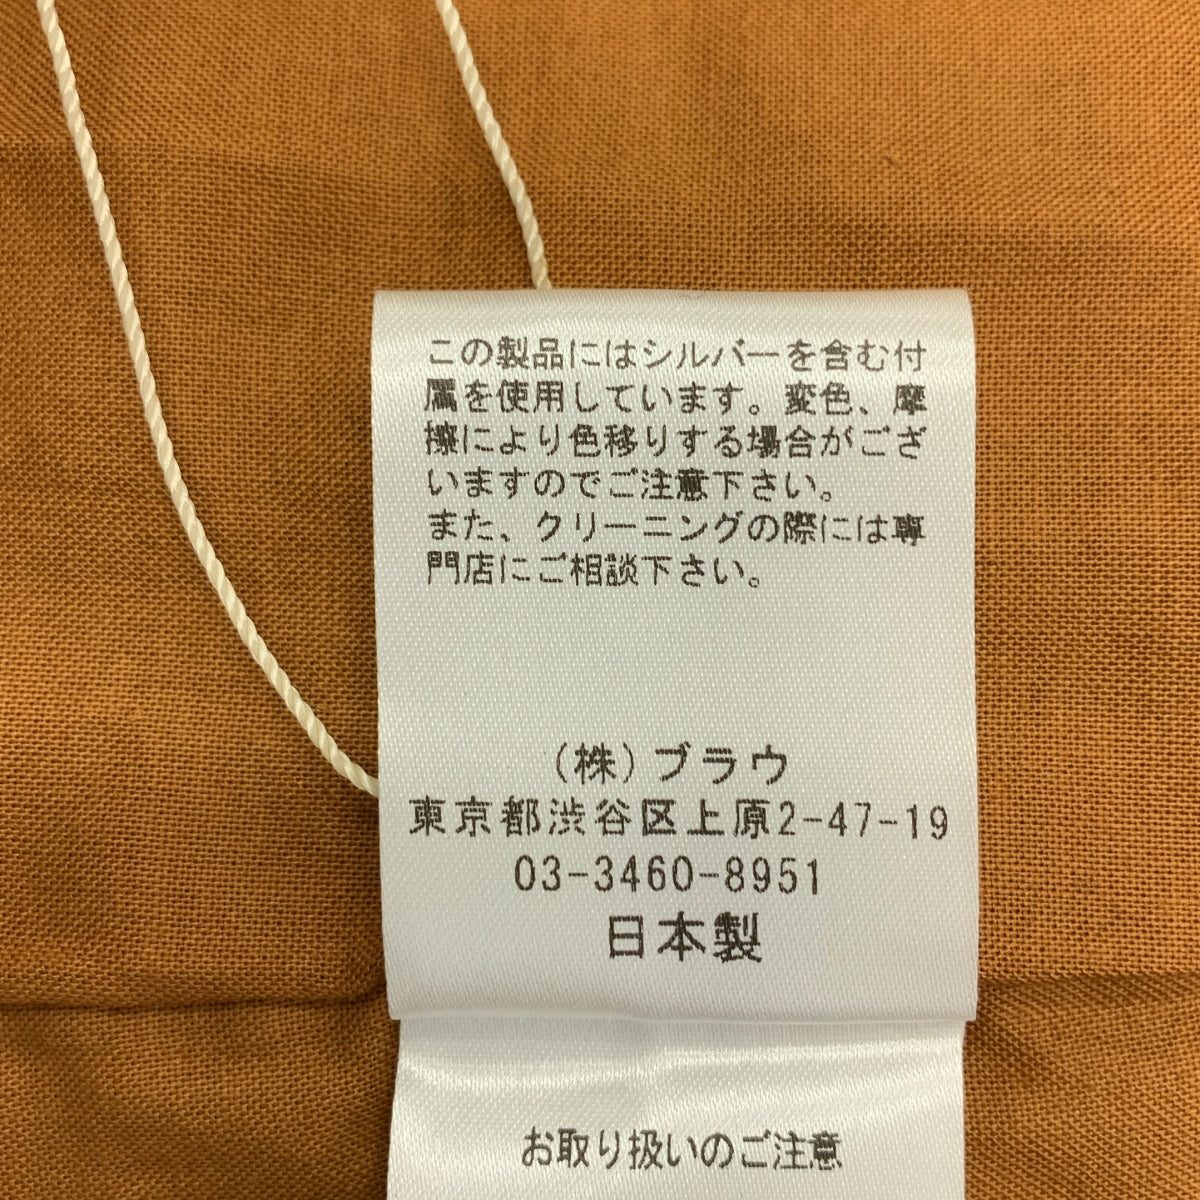 この製品にはシルバーを含む付
属を使用しています。変色、摩
擦により色移りする場合がござ
いますのでご注意下さい。
また、クリーニングの際には専
門店にご相談下さい。
(株)ブラウ
東京都渋谷区上原2-47-19
03-3460-8951
日本製
お取り扱いのご注意